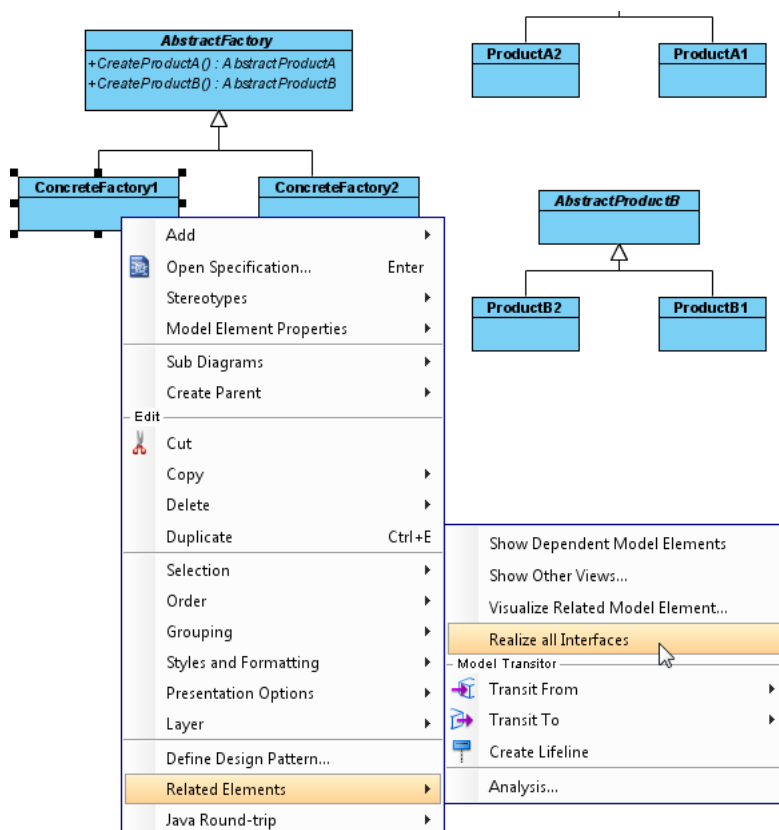 AbstractFactory
+CreateProductA() : AbstractProductA
+CreateProductB() : AbstractProductB
ProductA2
ProductA1
ConcreteFactory1
ConcreteFactory2
AbstractProductB
ProductB2
ProductB1
Add
Open Specification... Enter
Stereotypes
Model Element Properties
Sub Diagrams
Create Parent
Edit
Cut
Copy
Delete
Duplicate Ctrl+E
Selection
Order
Grouping
Styles and Formatting
Presentation Options
Layer
Define Design Pattern...
Related Elements
Java Round-trip
Show Dependent Model Elements
Show Other Views...
Visualize Related Model Element...
Realize all Interfaces
Model Transitor
Transit From
Transit To
Create Lifeline
Analysis...